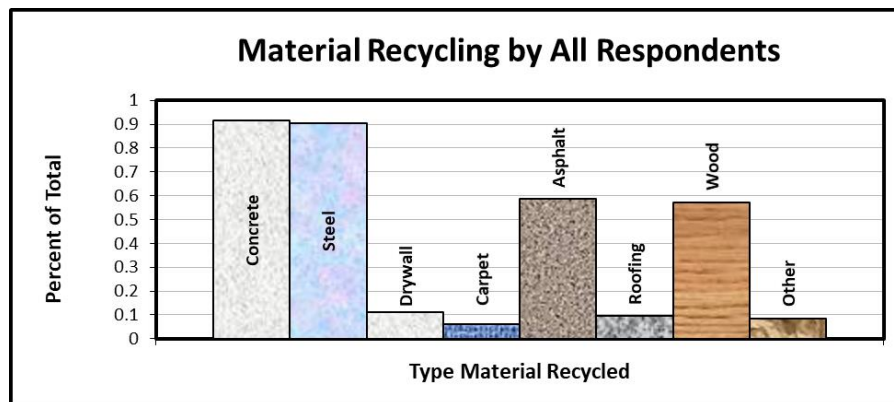 Material Recycling by All Respondents
Percent of Total
1
0.9
0.8
0.7
0.6
0.5
0.4
0.3
0.2
0.1
0
Concrete
Steel
Drywall
Carpet
Asphalt
Roofing
Wood
Other
Type Material Recycled